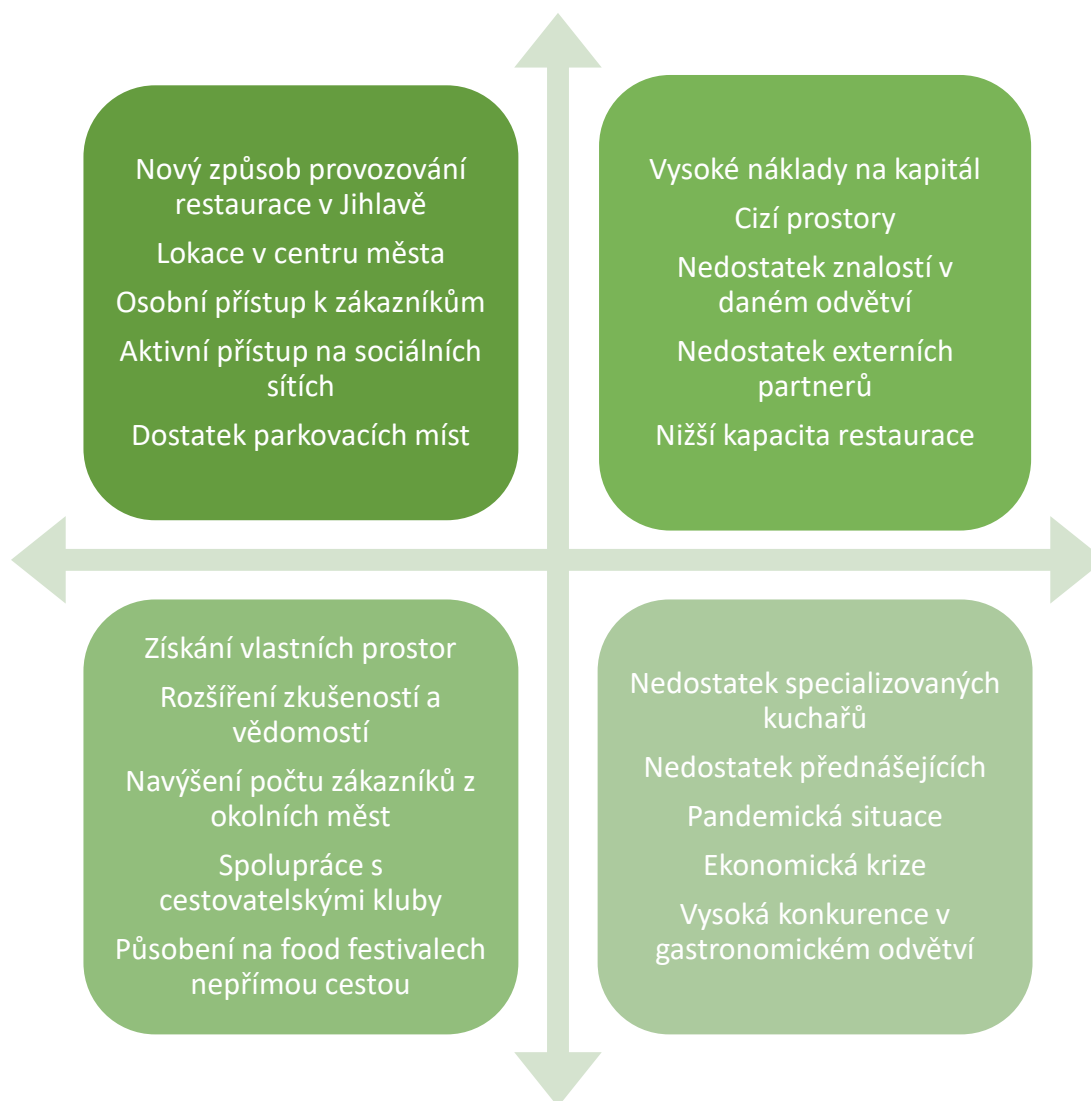 Nový způsob provozování
restaurace v Jihlavě
Lokace v centru města
Osobní přístup k zákazníkům
Aktivní přístup na sociálních
sítích
Dostatek parkovacích míst
Vysoké náklady na kapitál
Cizí prostory
Nedostatek znalostí v
daném odvětví
Nedostatek externích
partnerů
Nižší kapacita restaurace
Získání vlastních prostor
Rozšíření zkušeností a
vědomostí
Navýšení počtu zákazníků z
okolních měst
Spolupráce s
cestovatelskými kluby
Působení na food festivalech
nepřímou cestou
Nedostatek specializovaných
kuchařů
Nedostatek přednášejících
Pandemická situace
Ekonomická krize
Vysoká konkurence v
gastronomickém odvětví